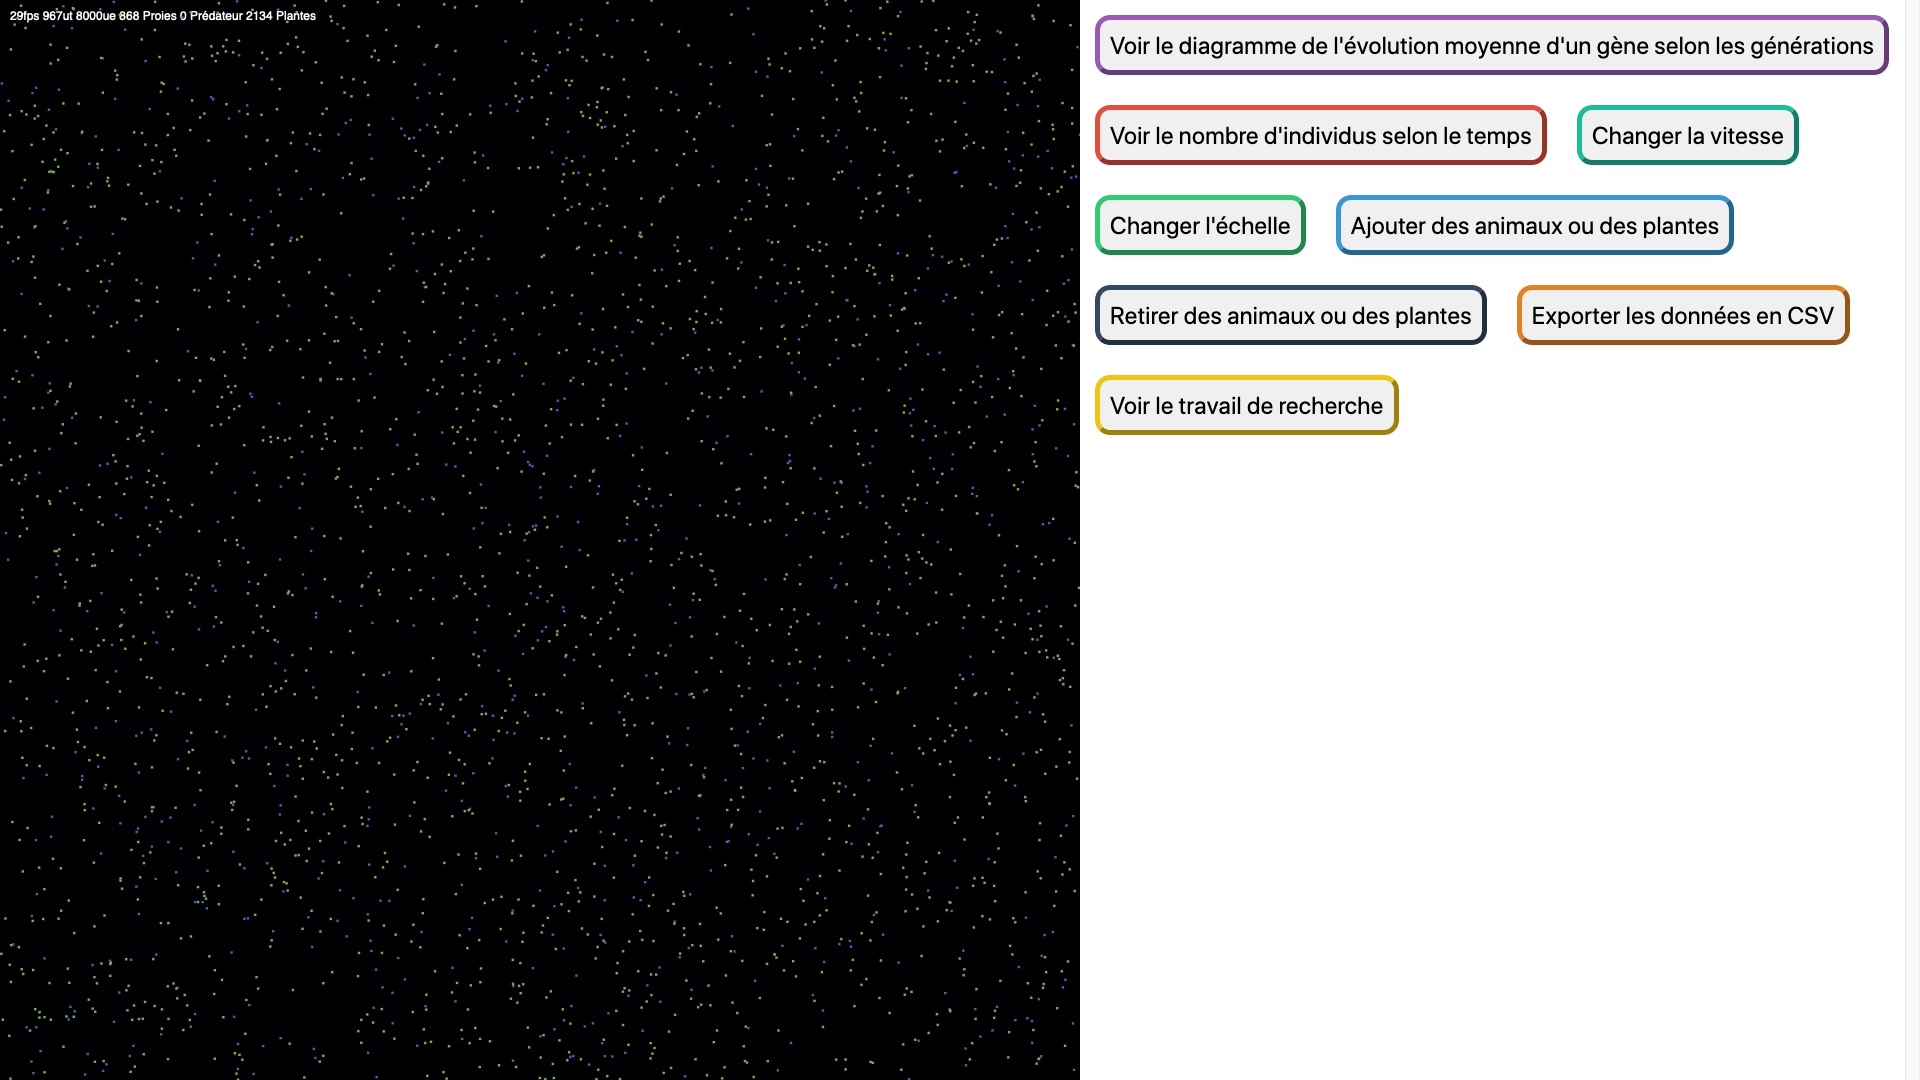 29fps 967ut 8000ue 868 Proies 0 Prédateur 2134 Plantes
Voir le diagramme de l'évolution moyenne d'un gène selon les générations
Voir le nombre d'individus selon le temps
Changer la vitesse
Changer l'échelle
Ajouter des animaux ou des plantes
Retirer des animaux ou des plantes
Exporter les données en CSV
Voir le travail de recherche